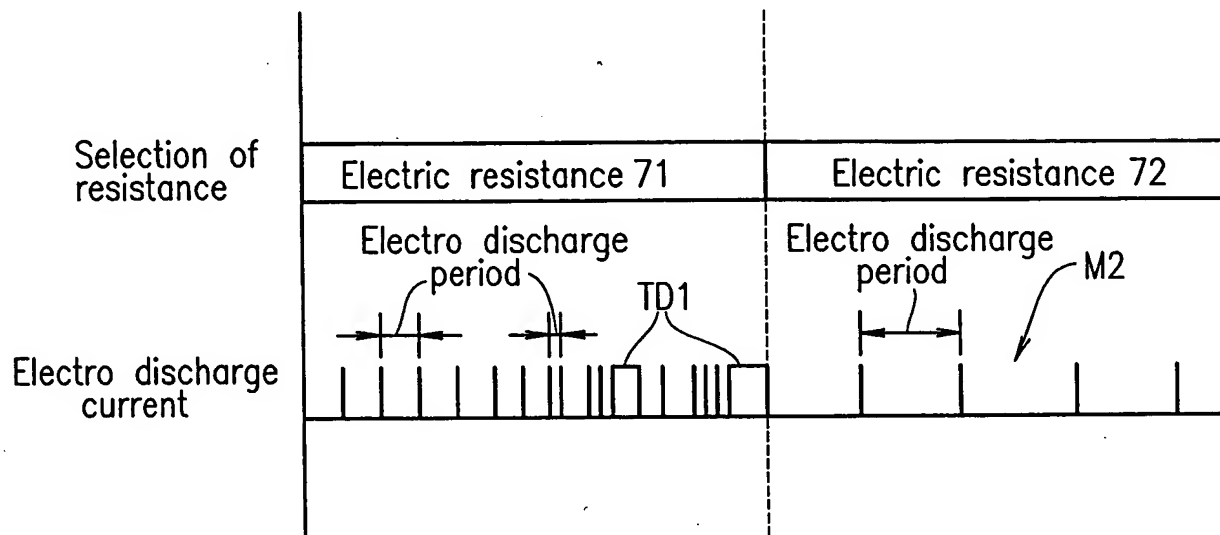 Selection of
resistance
Electric resistance 71
Electric resistance 72
Electro discharge
period
TD1
Electro discharge
period
M2
Electro discharge
current